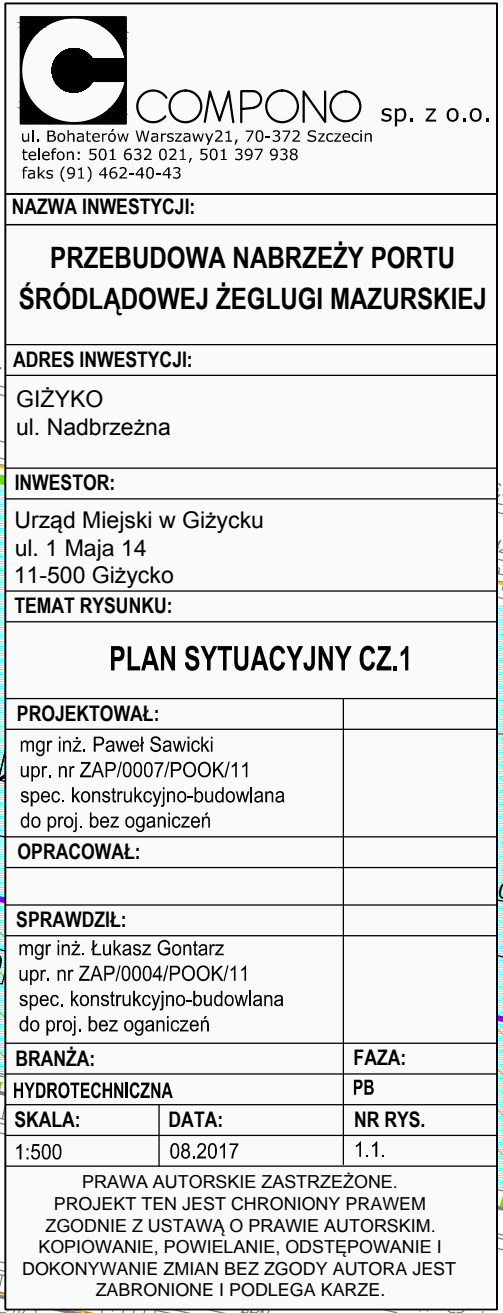 COMPONO sp. z o.o.
ul. Bohaterów Warszawy21, 70-372 Szczecin
telefon: 501 632 021, 501 397 938
faks (91) 462-40-43
NAZWA INWESTYCJI:
PRZEBUDOWA NABRZEŻY PORTU
ŚRÓDLĄDOWEJ ŻEGLUGI MAZURSKIEJ
ADRES INWESTYCJI:
GIŻYKO
ul. Nadbrzeżna
INWESTOR:
Urząd Miejski w Giżycku
ul. 1 Maja 14
11-500 Giżycko
TEMAT RYSUNKU:
PLAN SYTUACYJNY CZ.1
PROJEKTOWAŁ:
mgr inż. Paweł Sawicki
upr. nr ZAP/0007/POOK/11
spec. konstrukcyjno-budowlana
do proj. bez oganiczeń
OPRACOWAŁ:
SPRAWDZIŁ:
mgr inż. Łukasz Gontarz
upr. nr ZAP/0004/POOK/11
spec. konstrukcyjno-budowlana
do proj. bez oganiczeń
BRANŻA: FAZA:
HYDROTECHNICZNA PB
SKALA: DATA: NR RYS.
1:500 08.2017 1.1.
PRAWA AUTORSKIE ZASTRZEŻONE.
PROJEKT TEN JEST CHRONIONY PRAWEM
ZGODNIE Z USTAWĄ O PRAWIE AUTORSKIM.
KOPIOWANIE, POWIELANIE, ODSTĘPOWANIE I
DOKONYWANIE ZMIAN BEZ ZGODY AUTORA JEST
ZABRONIONE I PODLEGA KARZE.